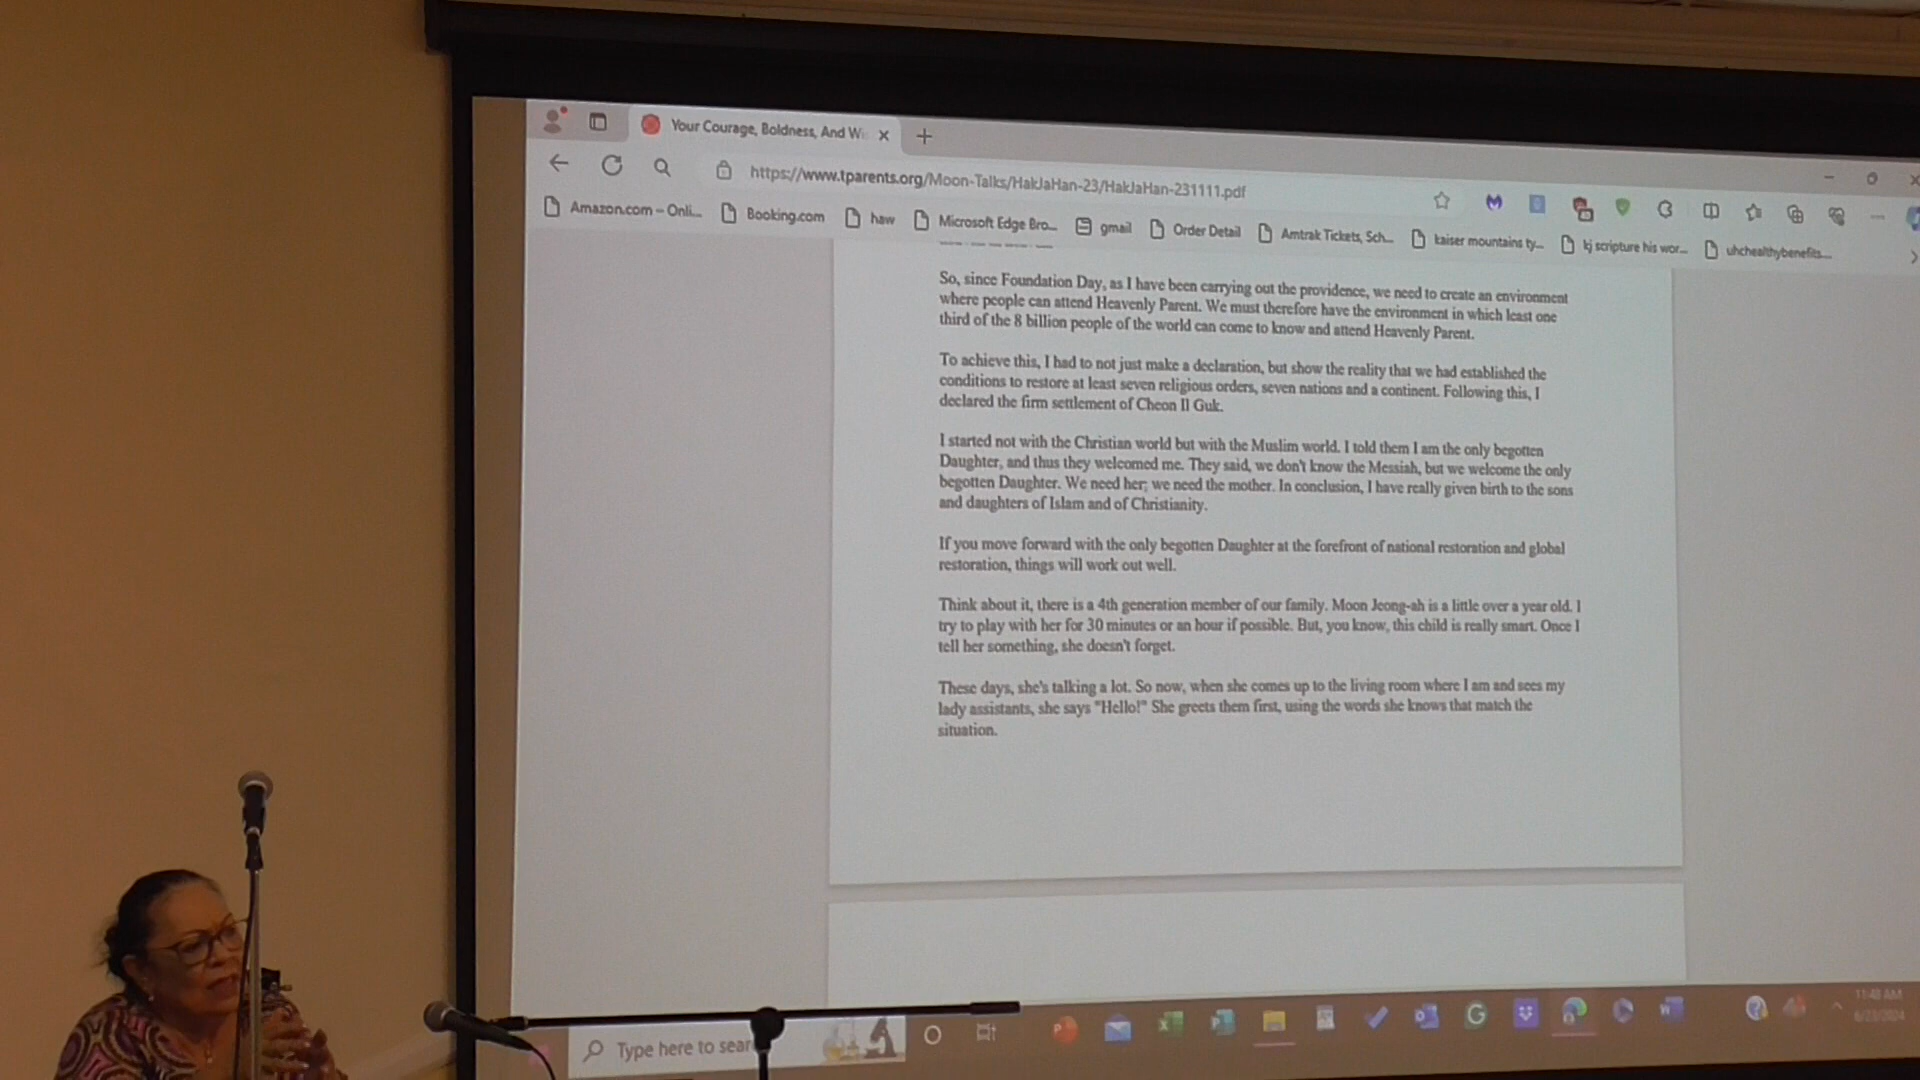 Your Courage, Boldness, And Wi
https://www.tparents.org/Moon-Talks/HakJaHan-23/HakJaHan-231111.pdf
Amazon.com – Onli... Booking.com haw Microsoft Edge Bro... gmail Order Detail Amtrak Tickets, Sch... kaiser mountains ty... kj scripture his wor... uhchealthybenefits....
So, since Foundation Day, as I have been carrying out the providence, we need to create an environment
where people can attend Heavenly Parent. We must therefore have the environment in which least one
third of the 8 billion people of the world can come to know and attend Heavenly Parent.
To achieve this, I had to not just make a declaration, but show the reality that we had established the
conditions to restore at least seven religious orders, seven nations and a continent. Following this, I
declared the firm settlement of Cheon Il Guk.
I started not with the Christian world but with the Muslim world. I told them I am the only begotten
Daughter, and thus they welcomed me. They said, we don't know the Messiah, but we welcome the only
begotten Daughter. We need her; we need the mother. In conclusion, I have really given birth to the sons
and daughters of Islam and of Christianity.
If you move forward with the only begotten Daughter at the forefront of national restoration and global
restoration, things will work out well.
Think about it, there is a 4th generation member of our family. Moon Jeong-ah is a little over a year old. I
try to play with her for 30 minutes or an hour if possible. But, you know, this child is really smart. Once I
tell her something, she doesn't forget.
These days, she's talking a lot. So now, when she comes up to the living room where I am and sees my
lady assistants, she says "Hello!" She greets them first, using the words she knows that match the
situation.
Type here to sear
11:48 AM